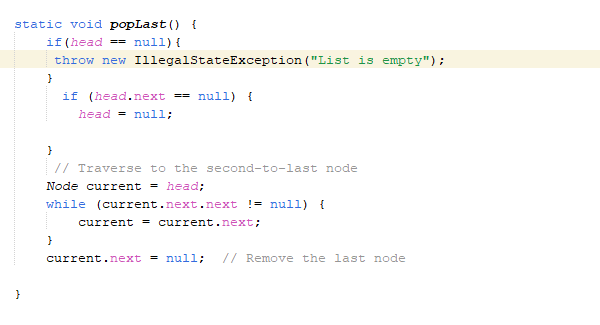 static void popLast() {
    if(head == null){
     throw new IllegalStateException("List is empty");
    }
      if (head.next == null) {
        head = null;

    }
     // Traverse to the second-to-last node
    Node current = head;
    while (current.next.next != null) {
        current = current.next;
    }
    current.next = null;  // Remove the last node

}